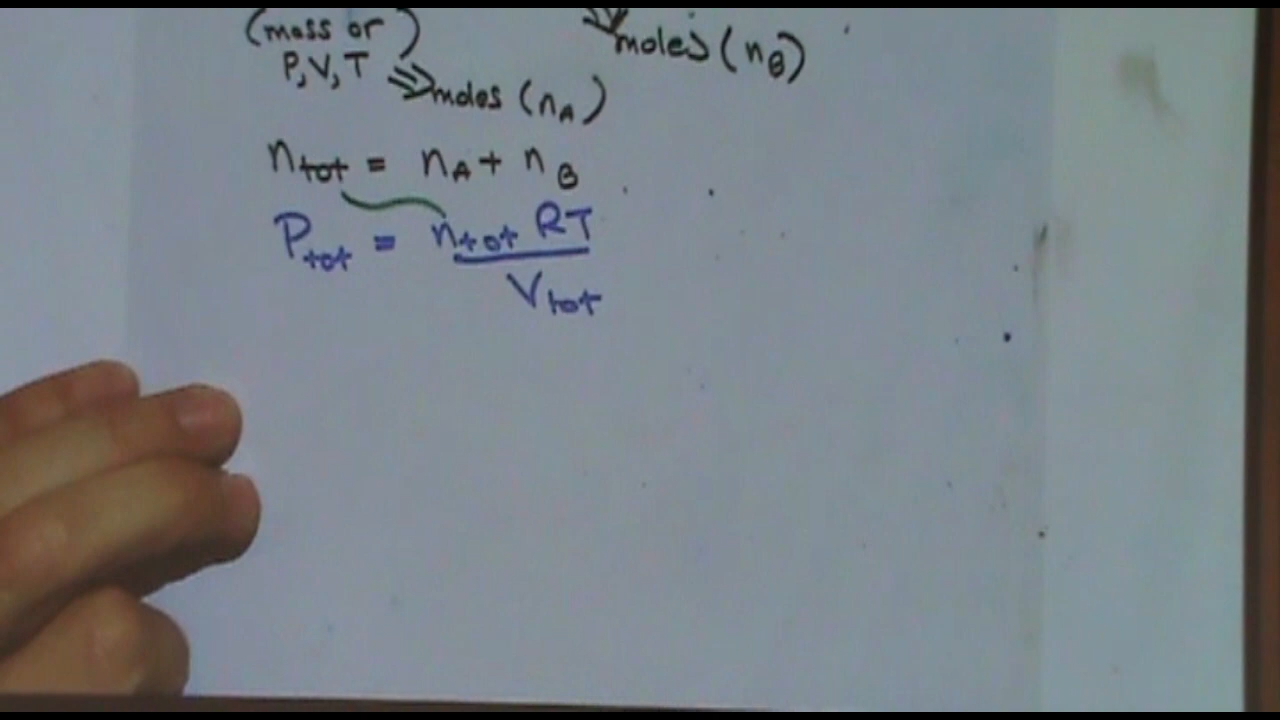 (mass or)
P, V, T ⇒ moles (nA)
moles (nB)
ntot = nA + nB
Ptot = ntot RT
Vtot